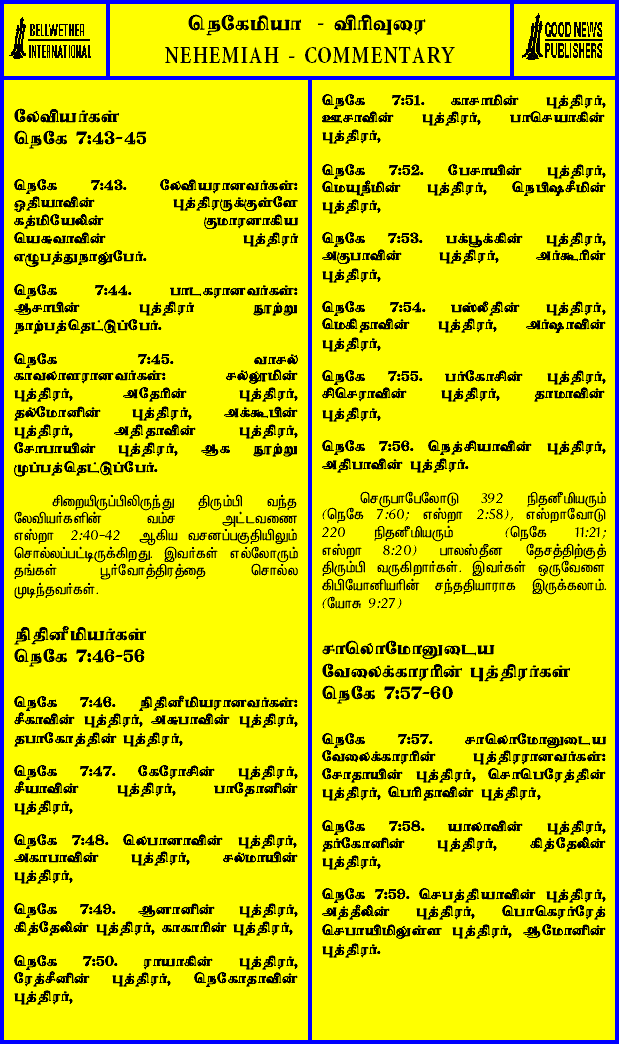 BELLWETHER
INTERNATIONAL
நெகேமியா - விரிவுரை
NEHEMIAH - COMMENTARY
GOOD NEWS
PUBLISHERS
லேவியர்கள்
நெகே 7:43-45
நெகே 7:43. லேவியரானவர்கள்:
ஓதியாவின் புத்திரருக்குள்ளே
கத்மியேலின் குமாரனாகிய
யெசுவாவின் புத்திரர்
எழுபத்துநாலுபேர்.
நெகே 7:44. பாடகரானவர்கள்:
ஆசாபின் புத்திரர் நூற்று
நாற்பத்தெட்டுப்பேர்.
நெகே 7:45. வாசல்
காவலாளரானவர்கள்: சல்லூமின்
புத்திரர், அதேரின் புத்திரர்,
தல்மோனின் புத்திரர், அக்கூபின்
புத்திரர், அதிதாவின் புத்திரர்,
சோபாயின் புத்திரர், ஆக நூற்று
முப்பத்தெட்டுப்பேர்.
சிறையிருப்பிலிருந்து திரும்பி வந்த
லேவியர்களின் வம்ச அட்டவணை
எஸ்றா 2:40-42 ஆகிய வசனப்பகுதியிலும்
சொல்லப்பட்டிருக்கிறது. இவர்கள் எல்லோரும்
தங்கள் பூர்வோத்திரத்தை சொல்ல
முடிந்தவர்கள்.
நிதினீமியர்கள்
நெகே 7:46-56
நெகே 7:46. நிதினீமியரானவர்கள்:
சீகாவின் புத்திரர், அசுபாவின் புத்திரர்,
தபாகோத்தின் புத்திரர்,
நெகே 7:47. கேரோசின் புத்திரர்,
சீயாவின் புத்திரர், பாதோனின்
புத்திரர்,
நெகே 7:48. லெபானாவின் புத்திரர்,
அகாபாவின் புத்திரர், சல்மாயின்
புத்திரர்,
நெகே 7:49. ஆனானின் புத்திரர்,
கித்தேலின் புத்திரர், காகாரின் புத்திரர்,
நெகே 7:50. ராயாகின் புத்திரர்,
ரேத்சீனின் புத்திரர், நெகோதாவின்
புத்திரர்,
நெகே 7:51. காசாமின் புத்திரர்,
ஊசாவின் புத்திரர், பாசெயாகின்
புத்திரர்,
நெகே 7:52. பேசாயின் புத்திரர்,
மெயுநீமின் புத்திரர், நெபிஷசீமின்
புத்திரர்,
நெகே 7:53. பக்பூக்கின் புத்திரர்,
அகுபாவின் புத்திரர், அர்கூரின்
புத்திரர்,
நெகே 7:54. பஸ்லீதின் புத்திரர்,
மெகிதாவின் புத்திரர், அர்ஷாவின்
புத்திரர்,
நெகே 7:55. பர்கோசின் புத்திரர்,
சிசெராவின் புத்திரர், தாமாவின்
புத்திரர்,
நெகே 7:56. நெத்சியாவின் புத்திரர்,
அதிபாவின் புத்திரர்.
செருபாபேலோடு 392 நிதனீமியரும்
(நெகே 7:60; எஸ்றா 2:58), எஸ்றாவோடு
220 நிதனீமியரும் (நெகே 11:21;
எஸ்றா 8:20) பாலஸ்தீன தேசத்திற்குத்
திரும்பி வருகிறார்கள். இவர்கள் ஒருவேளை
கிபியோனியரின் சந்ததியாராக இருக்கலாம்.
(யோசு 9:27)
சாலொமோனுடைய
வேலைக்காரரின் புத்திரர்கள்
நெகே 7:57-60
நெகே 7:57. சாலொமோனுடைய
வேலைக்காரரின் புத்திரரானவர்கள்:
சோதாயின் புத்திரர், சொபெரேத்தின்
புத்திரர், பெரிதாவின் புத்திரர்,
நெகே 7:58. யாலாவின் புத்திரர்,
தர்கோனின் புத்திரர், கித்தேலின்
புத்திரர்,
நெகே 7:59. செபத்தியாவின் புத்திரர்,
அத்தீலின் புத்திரர், பொகெரர்ரேத்
செபாயிமிலுள்ள புத்திரர், ஆமோனின்
புத்திரர்.